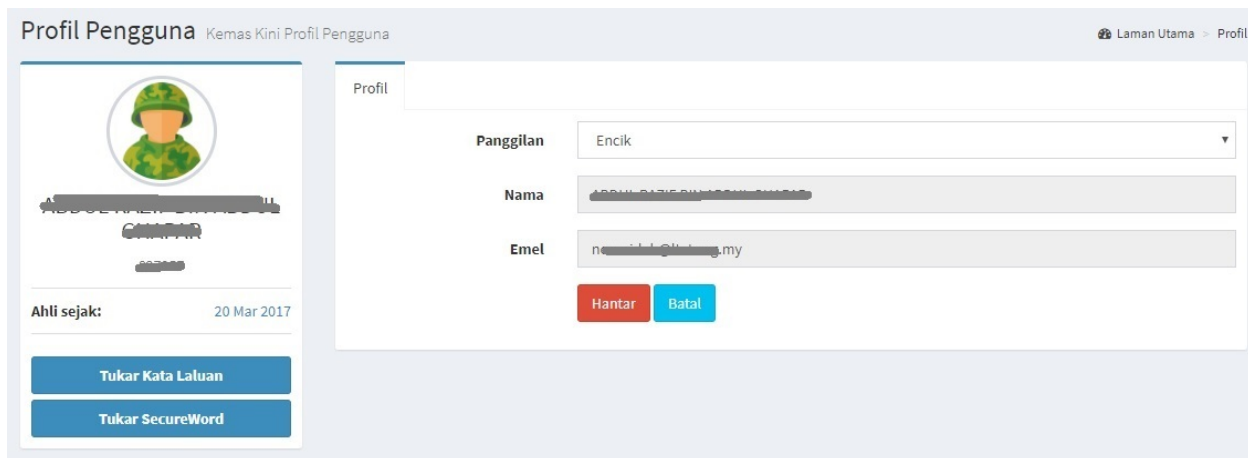 Profil Pengguna Kemas Kini Profil Pengguna
Laman Utama > Profil
Ahli sejak: 20 Mar 2017
Tukar Kata Laluan
Tukar SecureWord
Profil
Panggilan Encik
Nama
Emel .my
Hantar Batal